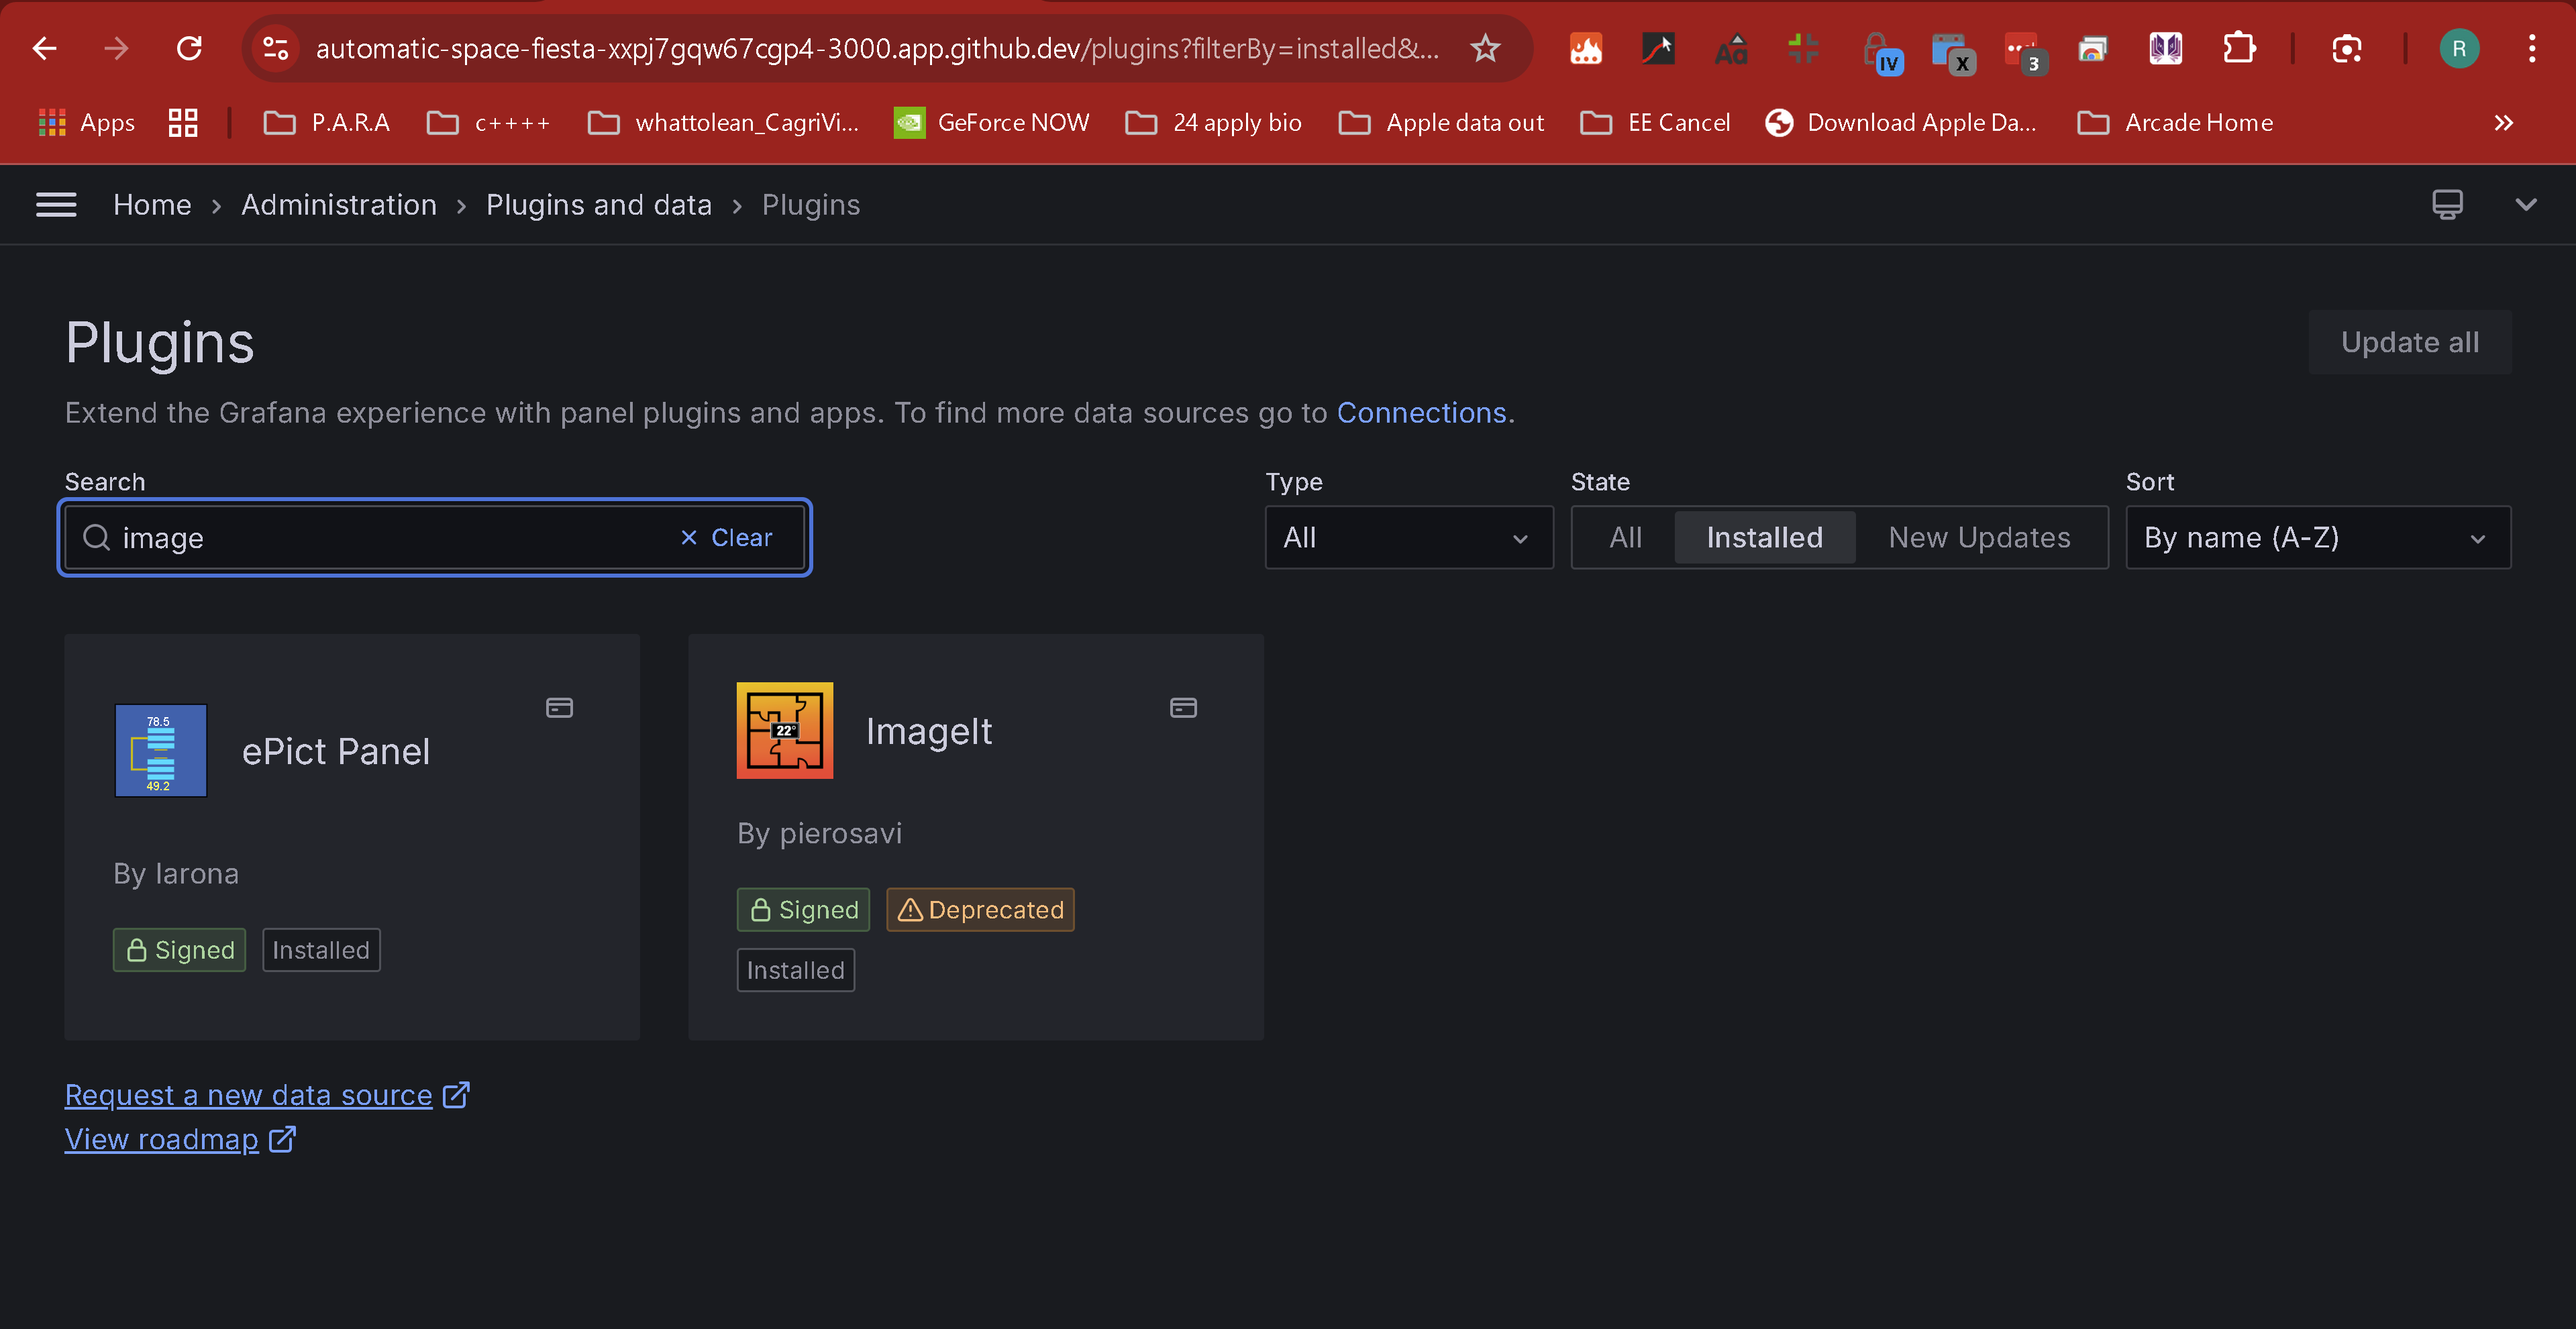 automatic-space-fiesta-xxpj7gqw67cgp4-3000.app.github.dev/plugins?filterBy=installed&...
IV
X
3
R
Apps
P.A.R.A
c++++
whattolean_CagriVi...
GeForce NOW
24 apply bio
Apple data out
EE Cancel
Download Apple Da...
Arcade Home
Home
Administration
Plugins and data
Plugins
Plugins
Update all
Extend the Grafana experience with panel plugins and apps. To find more data sources go to Connections.
Search
Type
State
Sort
image
Clear
All
All
Installed
New Updates
By name (A-Z)
78.5
49.2
ePict Panel
By larona
Signed
Installed
22°
ImageIt
By pierosavi
Signed
Deprecated
Installed
Request a new data source
View roadmap